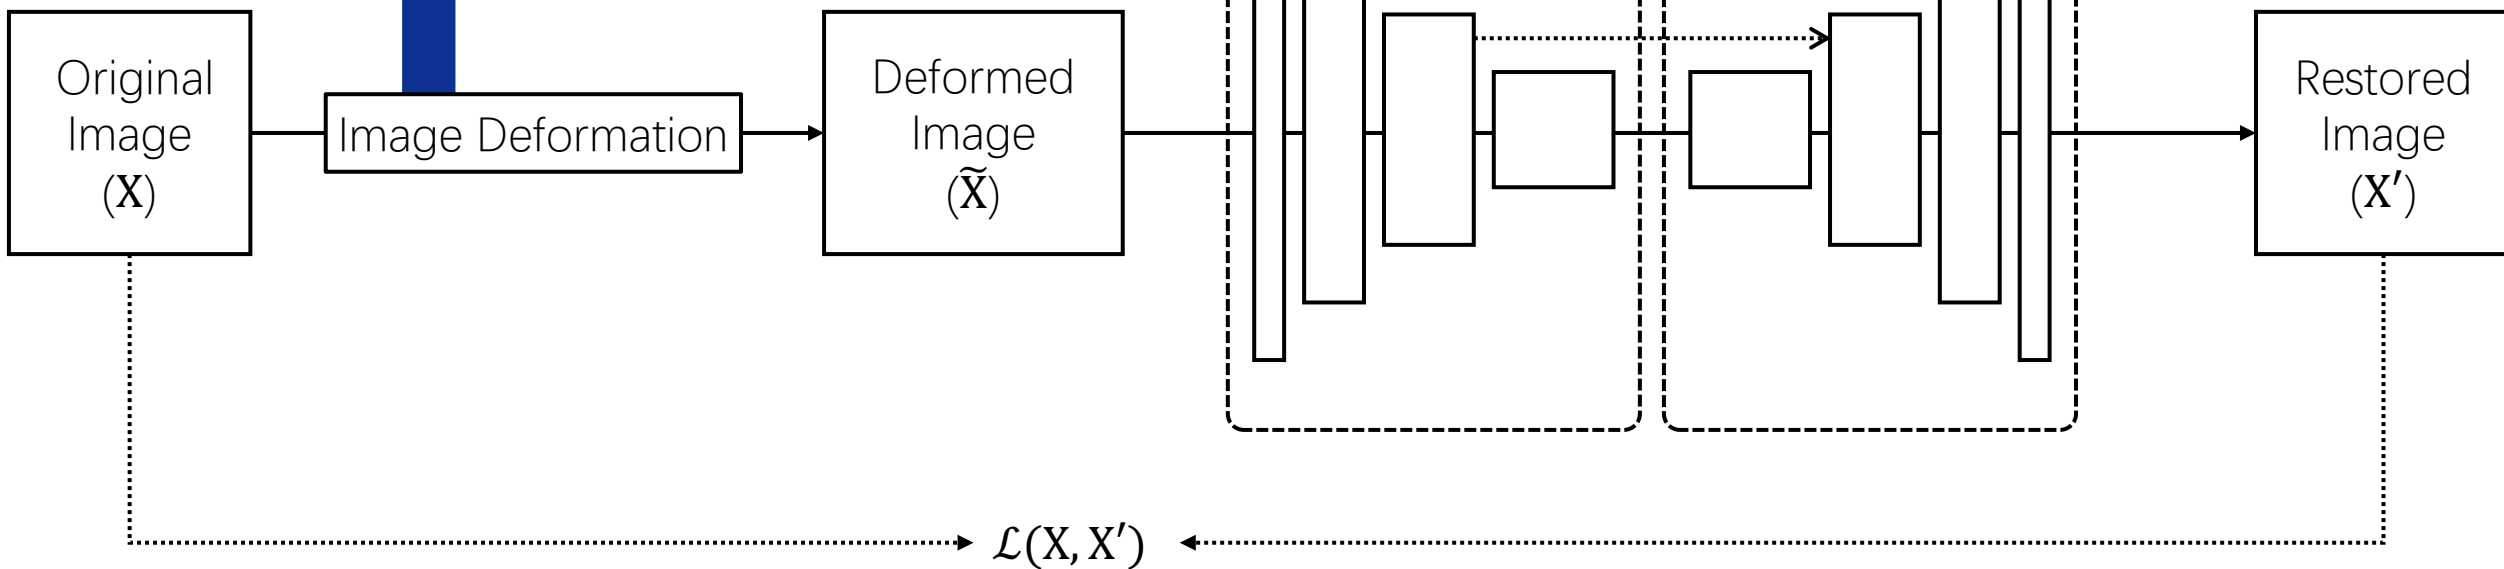 Original
Image
(X)
Image Deformation
Deformed
Image
(X̃)
Restored
Image
(X′)
ℒ(X, X′)